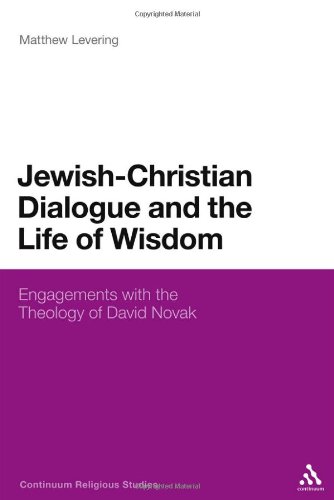 Copyrighted Material
Matthew Levering
Jewish-Christian
Dialogue and the
Life of Wisdom
Engagements with the
Theology of David Novak
Continuum Religious Studies
continuum
Copyrighted Material